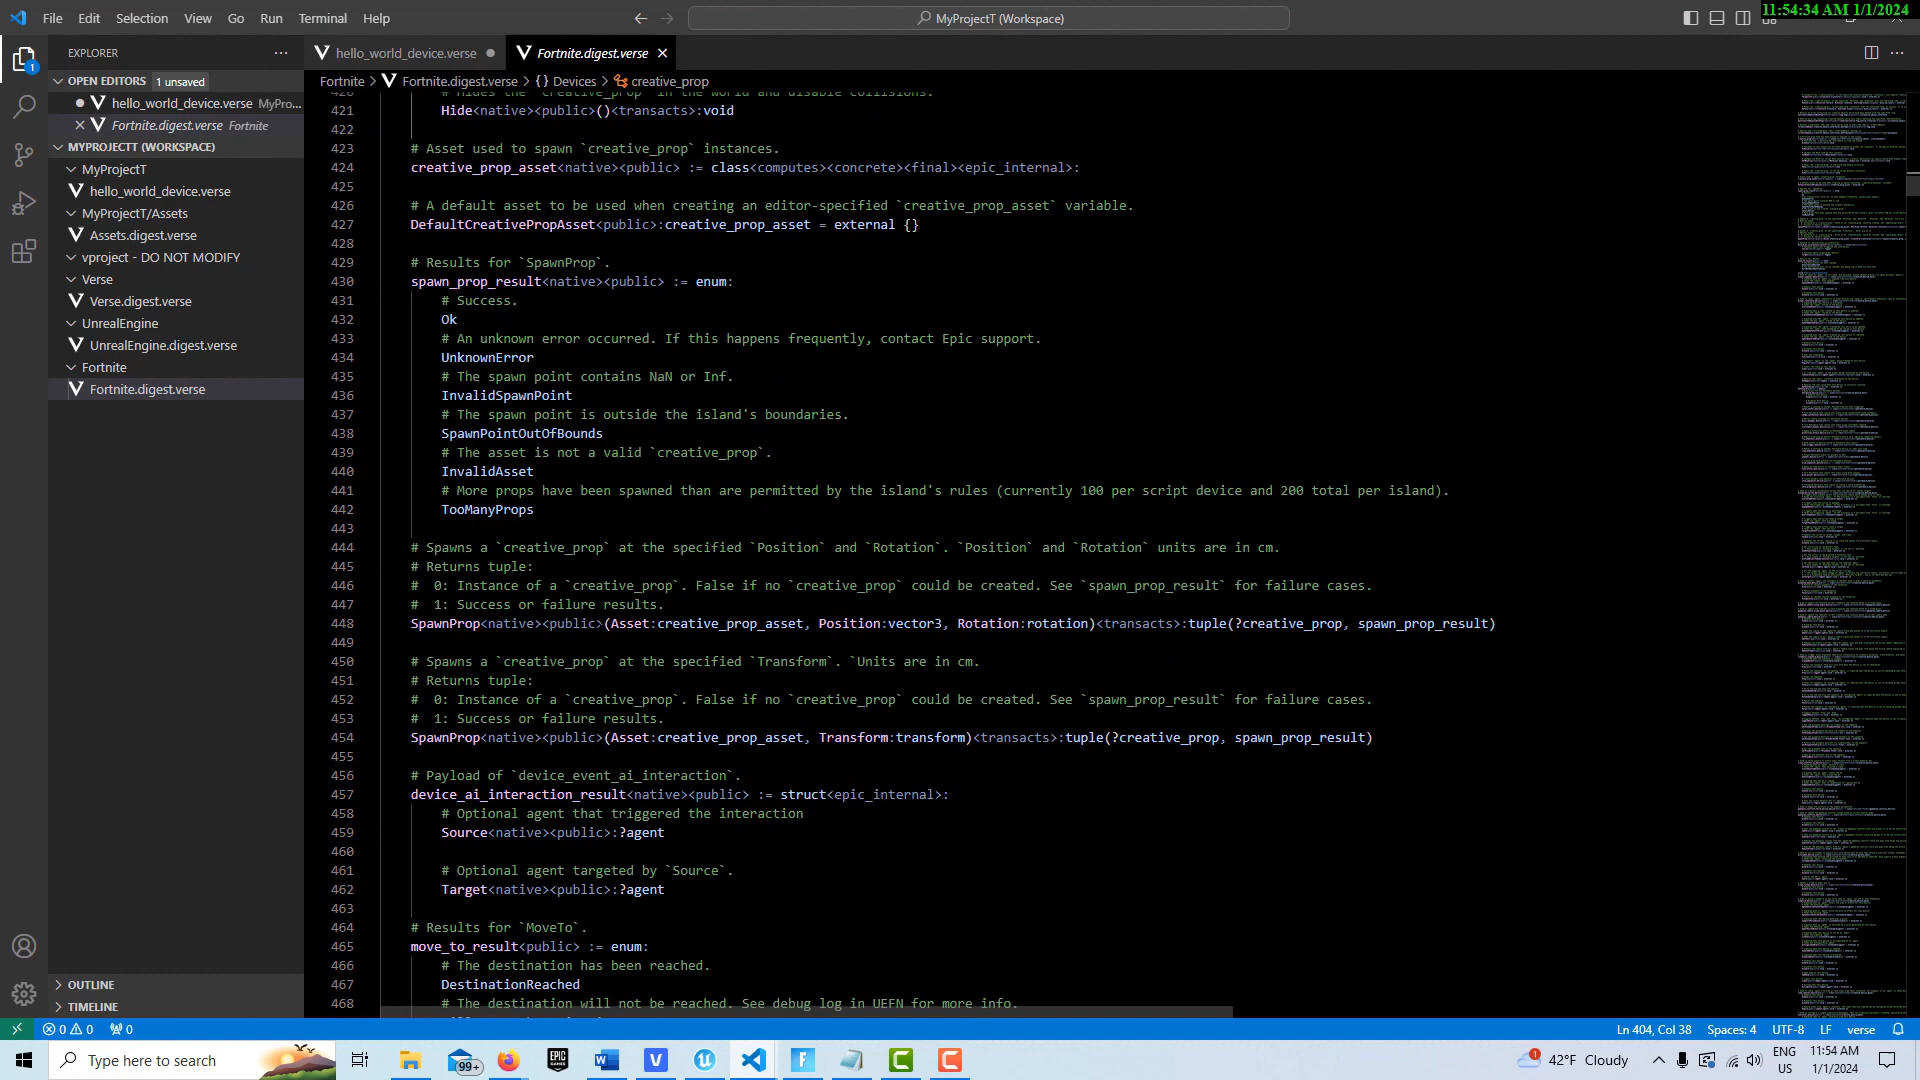 File Edit Selection View Go Run Terminal Help
MyProjectT (Workspace)
11:54:34 AM 1/1/2024
EXPLORER
OPEN EDITORS 1 unsaved
hello_world_device.verse MyPro...
Fortnite.digest.verse Fortnite
MYPROJECTT (WORKSPACE)
MyProjectT
hello_world_device.verse
MyProjectT/Assets
Assets.digest.verse
vproject - DO NOT MODIFY
Verse
Verse.digest.verse
UnrealEngine
UnrealEngine.digest.verse
Fortnite
Fortnite.digest.verse
OUTLINE
TIMELINE
hello_world_device.verse
Fortnite.digest.verse
Fortnite > Fortnite.digest.verse > {} Devices > creative_prop
420 # Hides the `creative_prop` in the world and disable collisions.
421 Hide<native><public>()<transacts>:void
422
423 # Asset used to spawn `creative_prop` instances.
424 creative_prop_asset<native><public> := class<computes><concrete><final><epic_internal>:
425
426 # A default asset to be used when creating an editor-specified `creative_prop_asset` variable.
427 DefaultCreativePropAsset<public>:creative_prop_asset = external {}
428
429 # Results for `SpawnProp`.
430 spawn_prop_result<native><public> := enum:
431 # Success.
432 Ok
433 # An unknown error occurred. If this happens frequently, contact Epic support.
434 UnknownError
435 # The spawn point contains NaN or Inf.
436 InvalidSpawnPoint
437 # The spawn point is outside the island's boundaries.
438 SpawnPointOutOfBounds
439 # The asset is not a valid `creative_prop`.
440 InvalidAsset
441 # More props have been spawned than are permitted by the island's rules (currently 100 per script device and 200 total per island).
442 TooManyProps
443
444 # Spawns a `creative_prop` at the specified `Position` and `Rotation`. `Position` and `Rotation` units are in cm.
445 # Returns tuple:
446 #  0: Instance of a `creative_prop`. False if no `creative_prop` could be created. See `spawn_prop_result` for failure cases.
447 #  1: Success or failure results.
448 SpawnProp<native><public>(Asset:creative_prop_asset, Position:vector3, Rotation:rotation)<transacts>:tuple(?creative_prop, spawn_prop_result)
449
450 # Spawns a `creative_prop` at the specified `Transform`. `Units are in cm.
451 # Returns tuple:
452 #  0: Instance of a `creative_prop`. False if no `creative_prop` could be created. See `spawn_prop_result` for failure cases.
453 #  1: Success or failure results.
454 SpawnProp<native><public>(Asset:creative_prop_asset, Transform:transform)<transacts>:tuple(?creative_prop, spawn_prop_result)
455
456 # Payload of `device_event_ai_interaction`.
457 device_ai_interaction_result<native><public> := struct<epic_internal>:
458 # Optional agent that triggered the interaction
459 Source<native><public>:?agent
460
461 # Optional agent targeted by `Source`.
462 Target<native><public>:?agent
463
464 # Results for `MoveTo`.
465 move_to_result<public> := enum:
466 # The destination has been reached.
467 DestinationReached
468 # The destination will not be reached. See debug log in UEFN for more info.
0 0 0
Ln 404, Col 38 Spaces: 4 UTF-8 LF verse
Type here to search
99+
EPIC GAMES
42°F Cloudy
ENG US
11:54 AM
1/1/2024